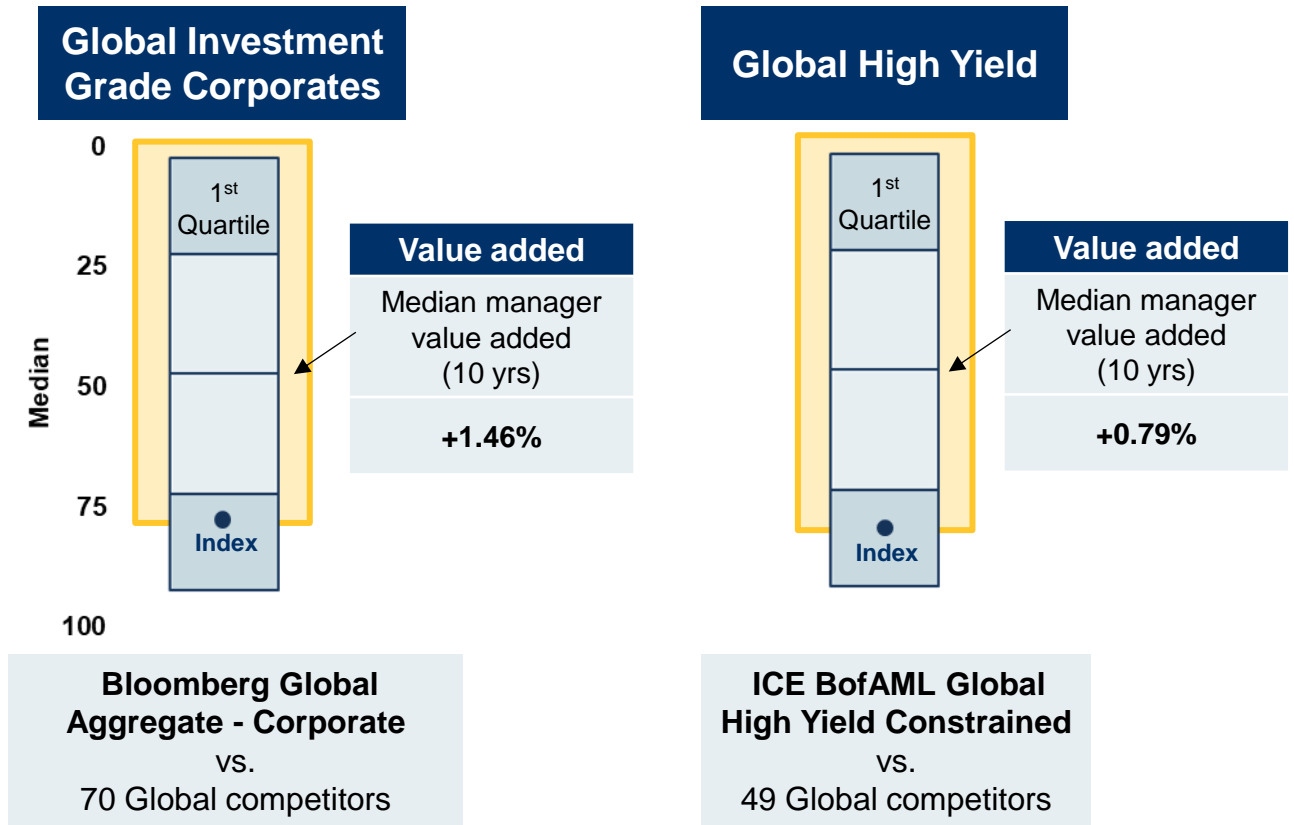 Global Investment
Grade Corporates
0
25
50
75
100
Median
1st
Quartile
Index
Value added
Median manager
value added
(10 yrs)
+1.46%
Bloomberg Global
Aggregate - Corporate
vs.
70 Global competitors
Global High Yield
1st
Quartile
Index
Value added
Median manager
value added
(10 yrs)
+0.79%
ICE BofAML Global
High Yield Constrained
vs.
49 Global competitors